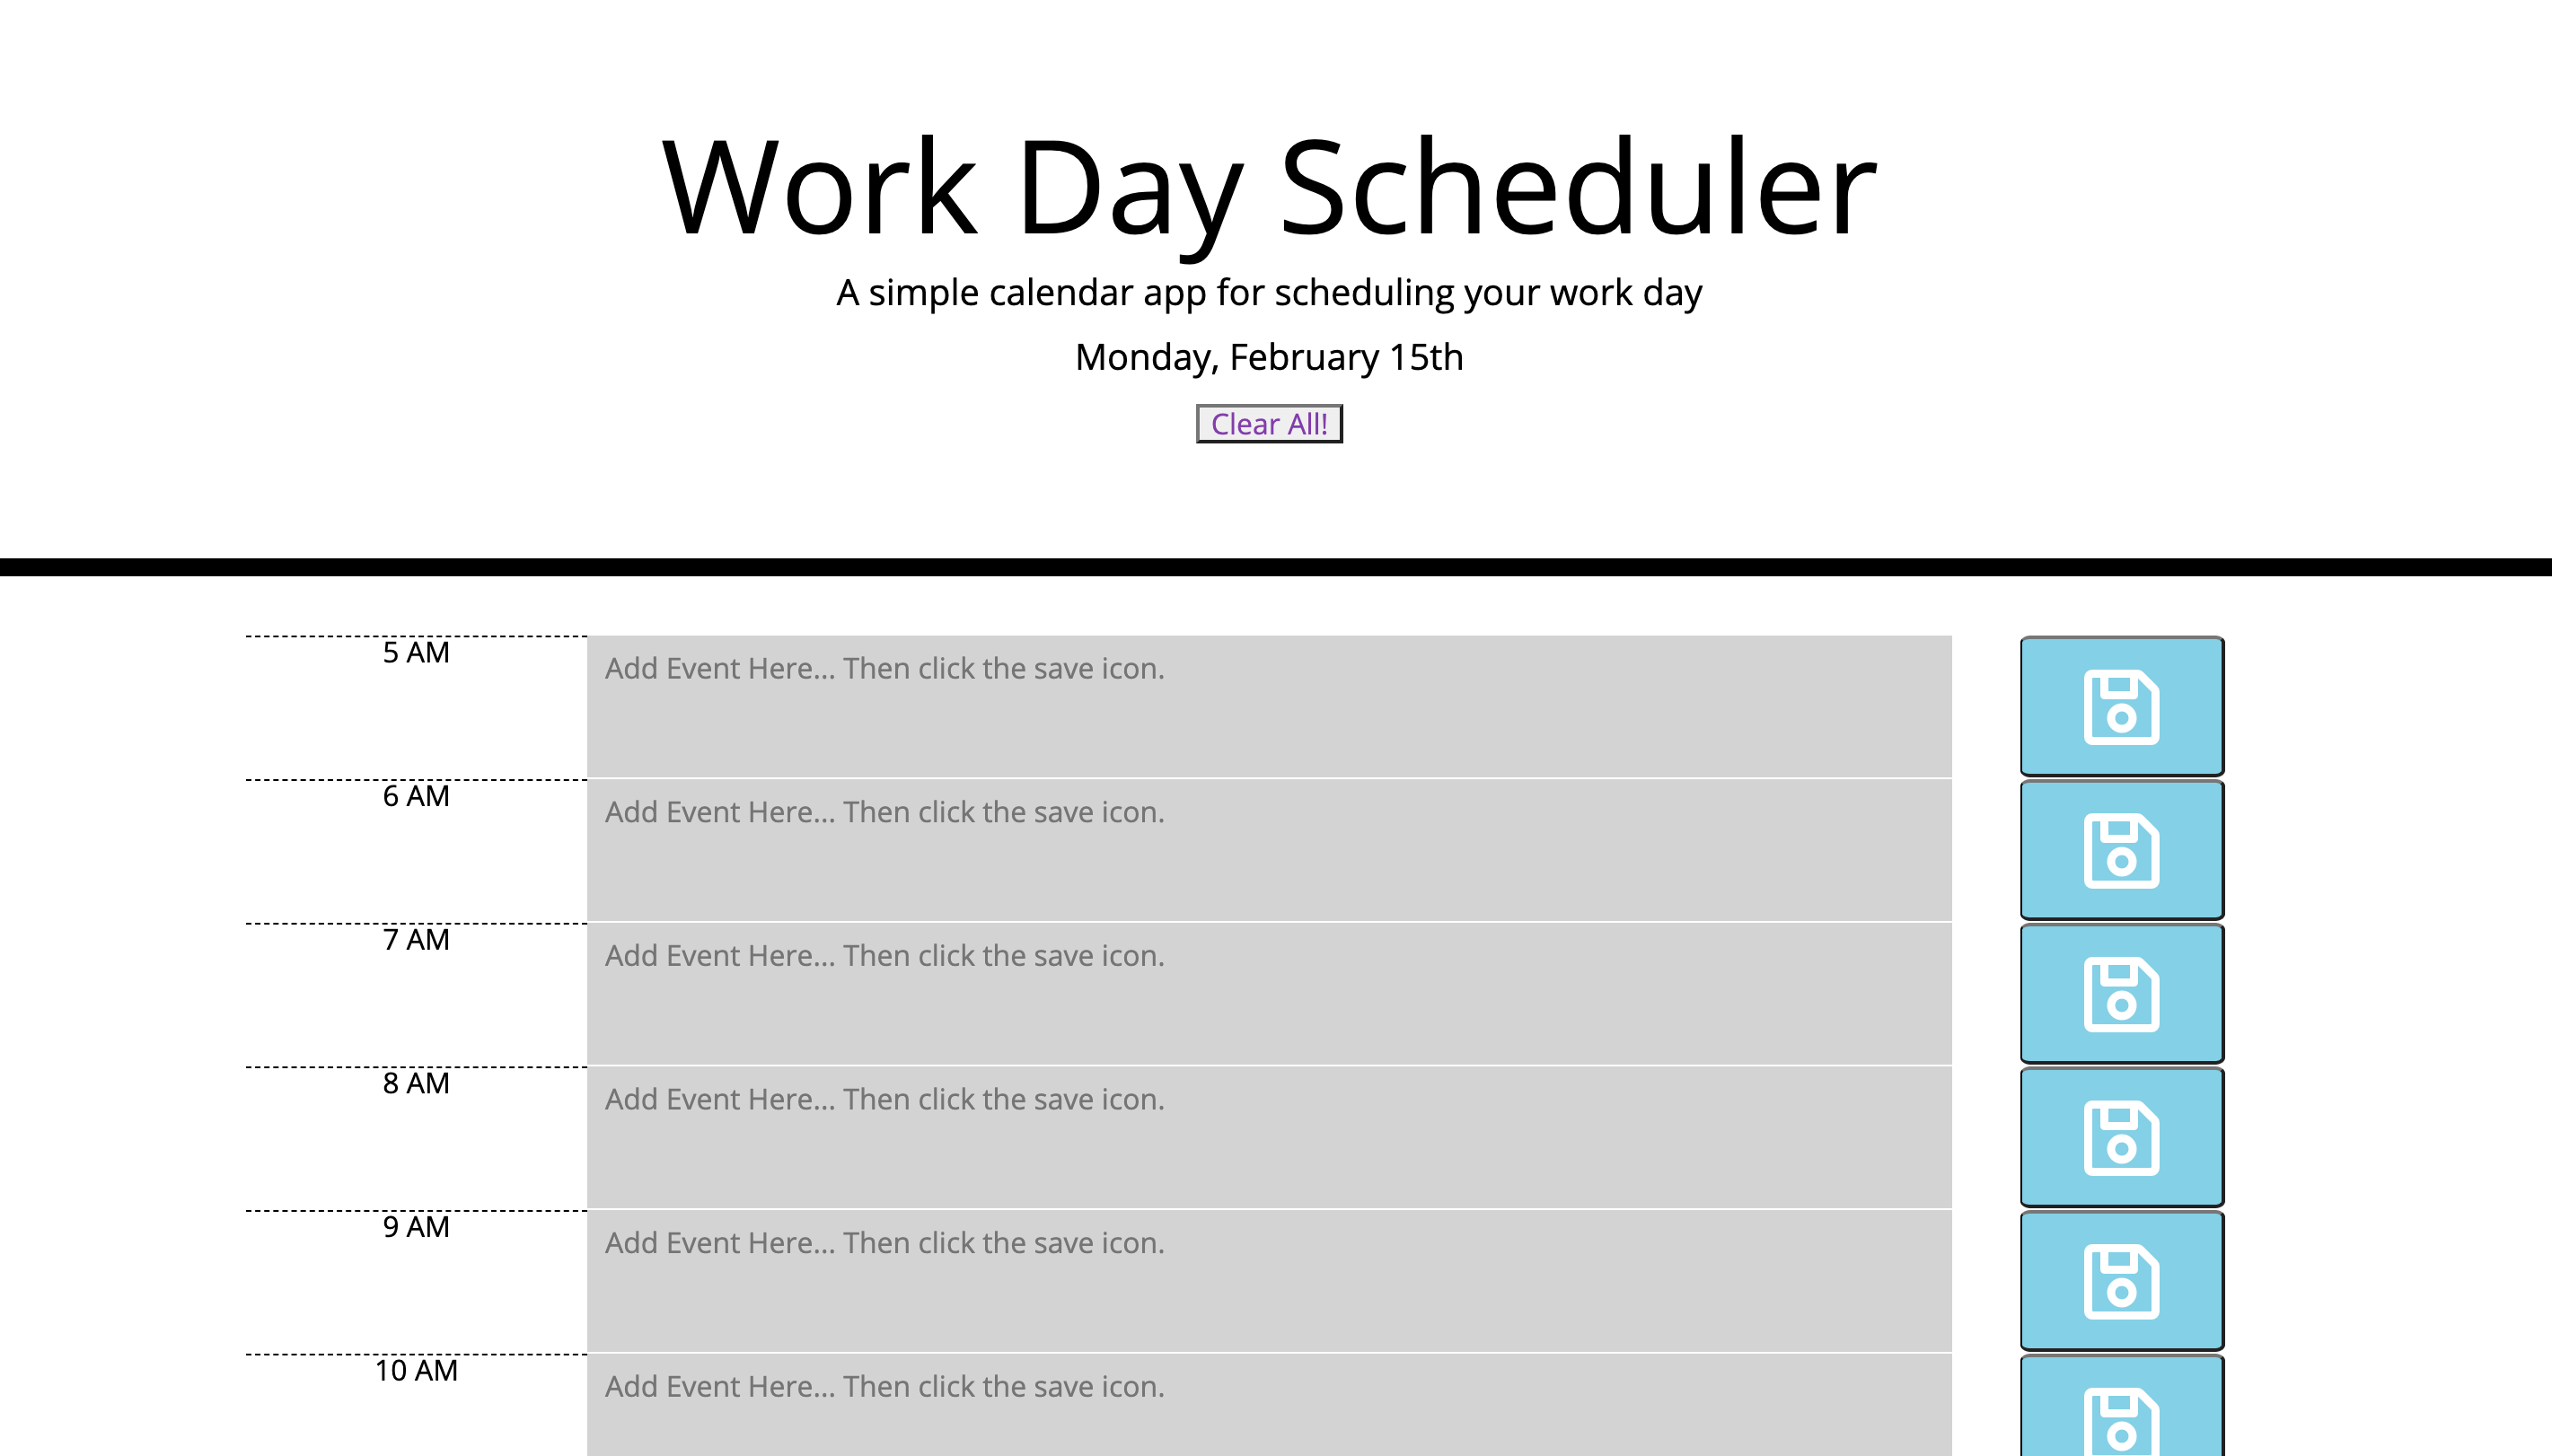 Work Day Scheduler
A simple calendar app for scheduling your work day
Monday, February 15th
Clear All!
5 AM
Add Event Here... Then click the save icon.
6 AM
Add Event Here... Then click the save icon.
7 AM
Add Event Here... Then click the save icon.
8 AM
Add Event Here... Then click the save icon.
9 AM
Add Event Here... Then click the save icon.
10 AM
Add Event Here... Then click the save icon.